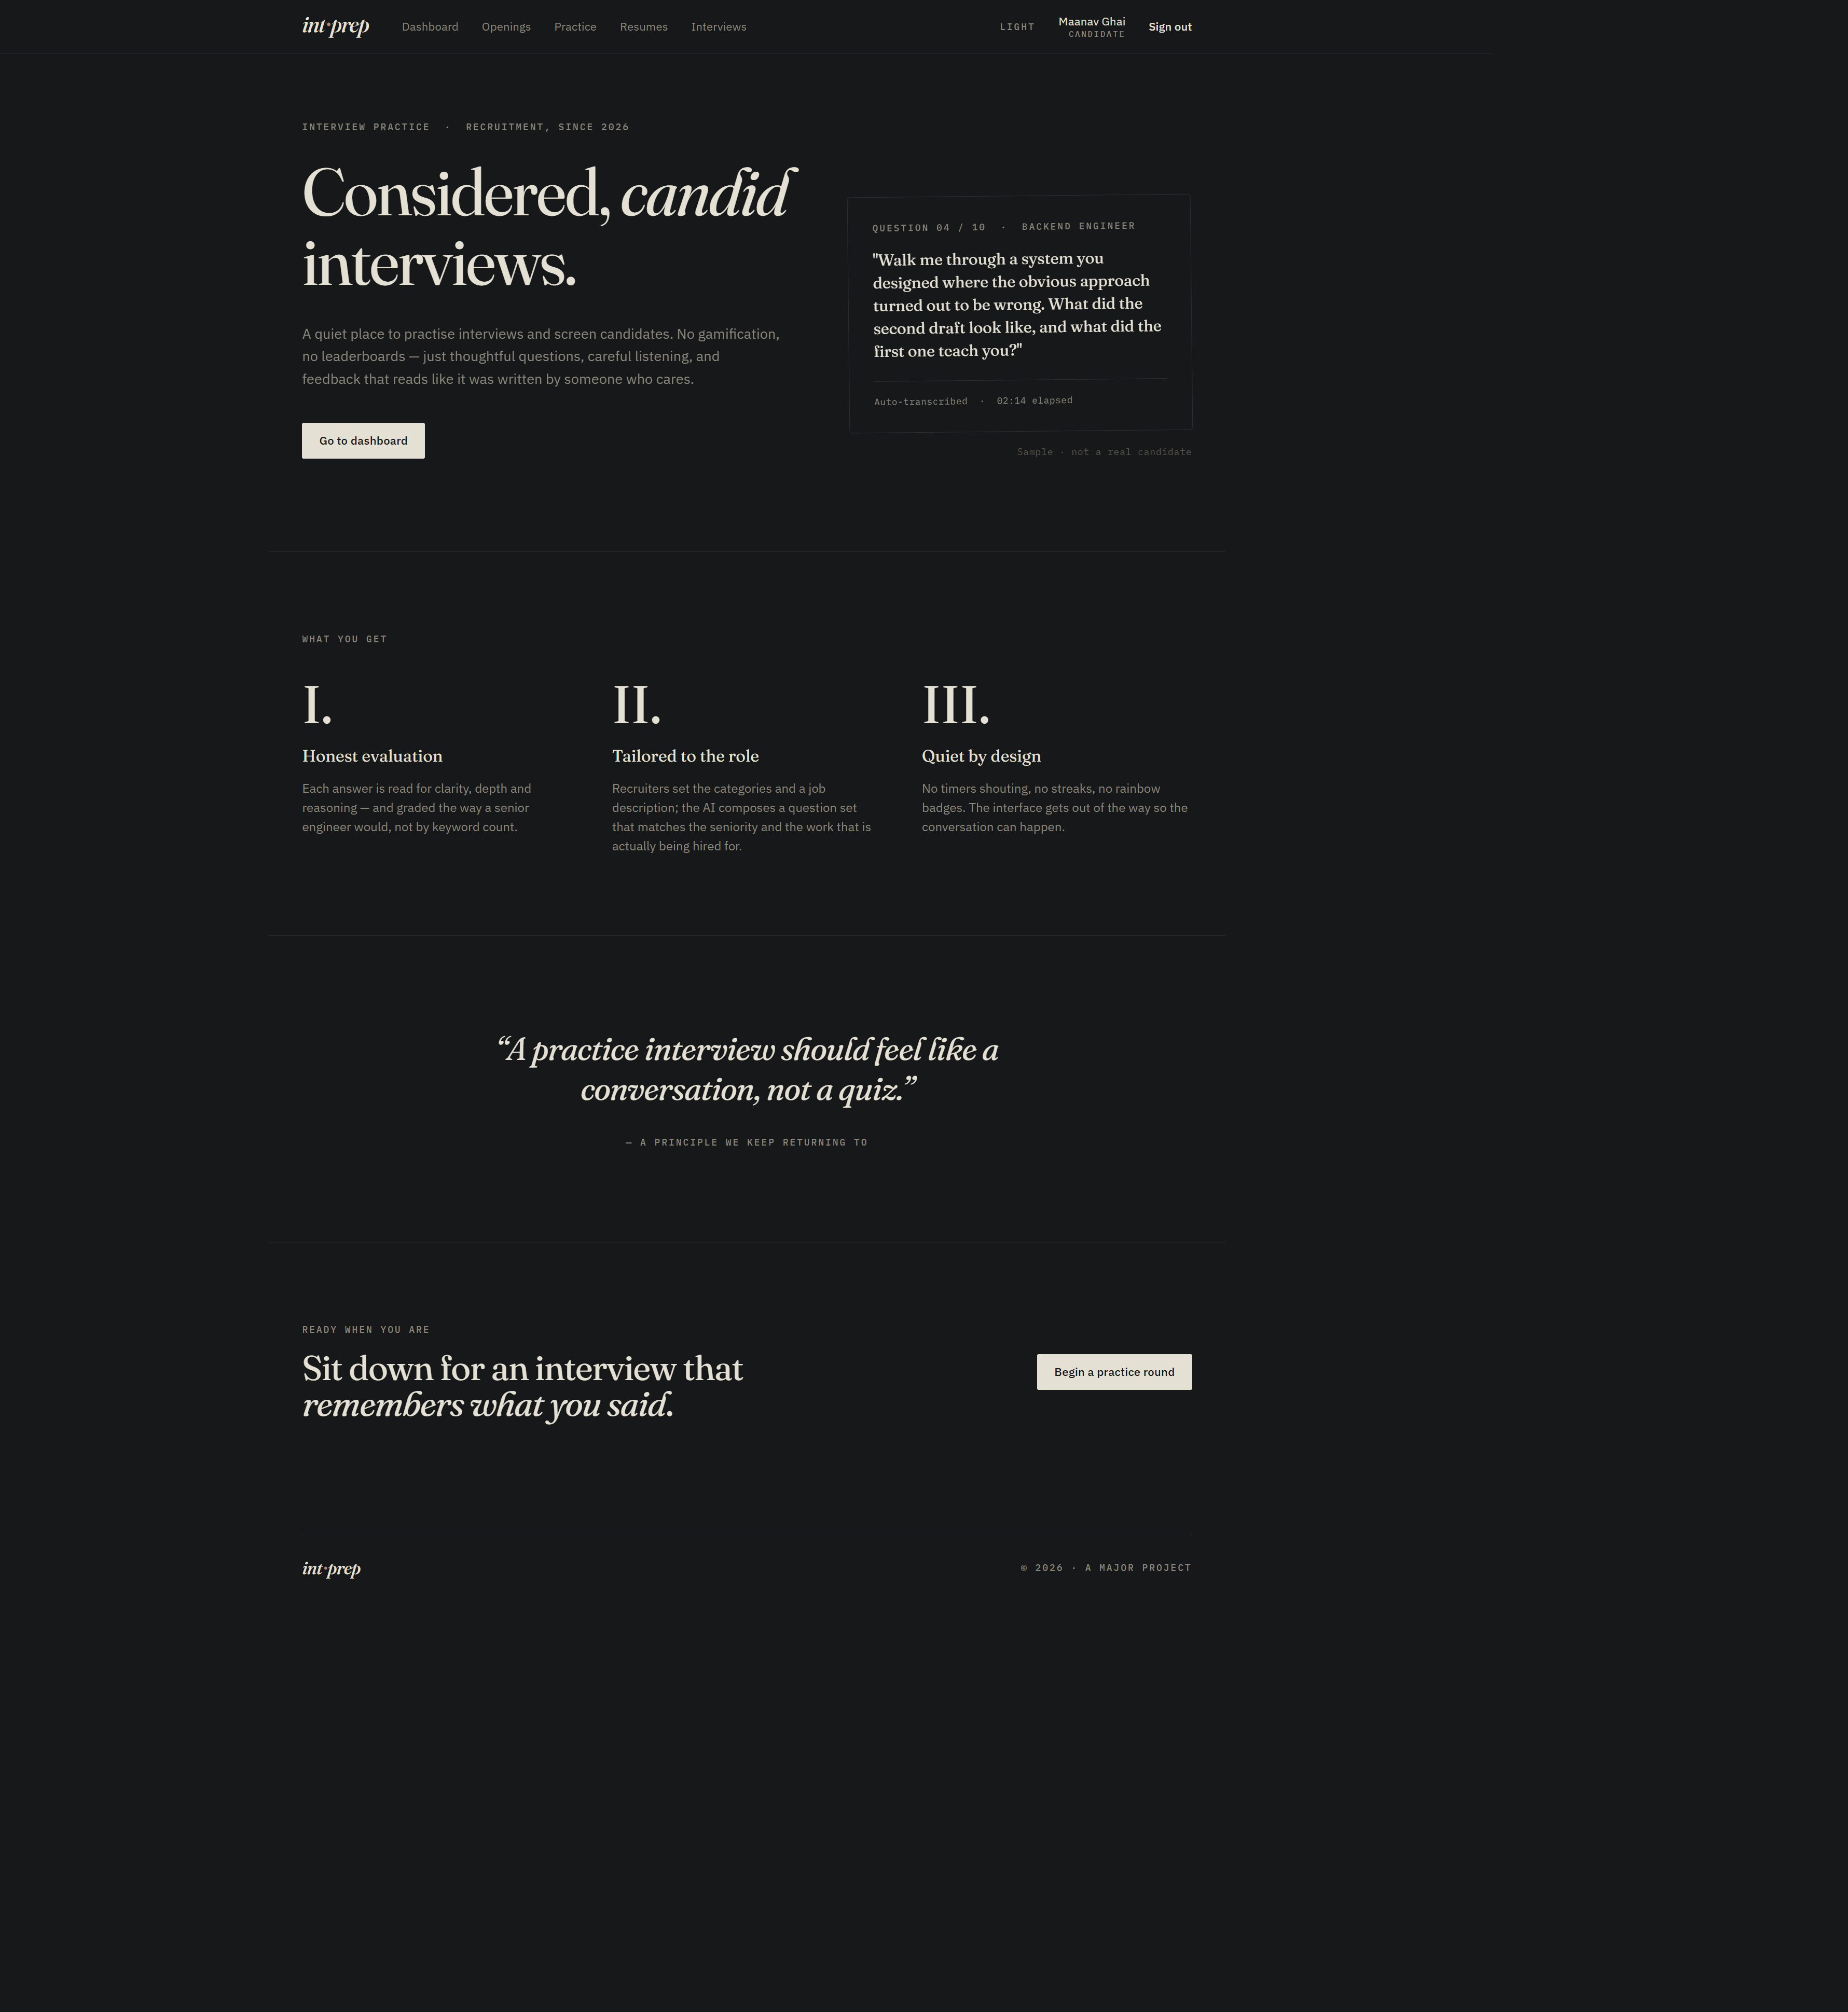 int·prep
Dashboard
Openings
Practice
Resumes
Interviews
LIGHT
Maanav Ghai
CANDIDATE
Sign out
INTERVIEW PRACTICE · RECRUITMENT, SINCE 2026
Considered, candid
interviews.
A quiet place to practise interviews and screen candidates. No gamification,
no leaderboards — just thoughtful questions, careful listening, and
feedback that reads like it was written by someone who cares.
Go to dashboard
QUESTION 04 / 10 · BACKEND ENGINEER
"Walk me through a system you
designed where the obvious approach
turned out to be wrong. What did the
second draft look like, and what did the
first one teach you?"
Auto-transcribed · 02:14 elapsed
Sample · not a real candidate
WHAT YOU GET
I.
Honest evaluation
Each answer is read for clarity, depth and
reasoning — and graded the way a senior
engineer would, not by keyword count.
II.
Tailored to the role
Recruiters set the categories and a job
description; the AI composes a question set
that matches the seniority and the work that is
actually being hired for.
III.
Quiet by design
No timers shouting, no streaks, no rainbow
badges. The interface gets out of the way so the
conversation can happen.
“A practice interview should feel like a
conversation, not a quiz.”
— A PRINCIPLE WE KEEP RETURNING TO
READY WHEN YOU ARE
Sit down for an interview that
remembers what you said.
Begin a practice round
int·prep
© 2026 · A MAJOR PROJECT